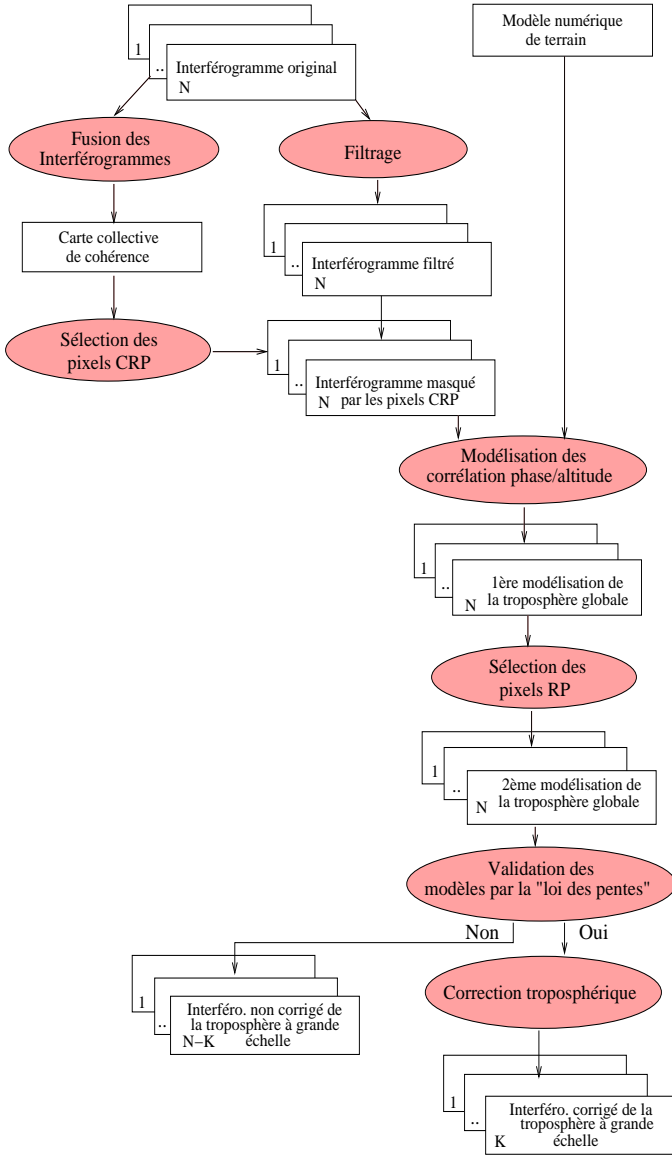 Modèle numérique
de terrain
1
..
Interférogramme original
N
Fusion des
Interférogrammes
Filtrage
Carte collective
de cohérence
1
..
Interférogramme filtré
N
Sélection des
pixels CRP
1
..
Interférogramme masqué
N par les pixels CRP
Modélisation des
corrélation phase/altitude
1
..
1ère modélisation de
N la troposphère globale
Sélection des
pixels RP
1
..
2ème modélisation de
N la troposphère globale
Validation des
modèles par la "loi des pentes"
Non Oui
1
..
Interféro. non corrigé de
la troposphère à grande
N–K échelle
Correction troposphérique
1
..
Interféro. corrigé de la
troposphère à grande
K échelle